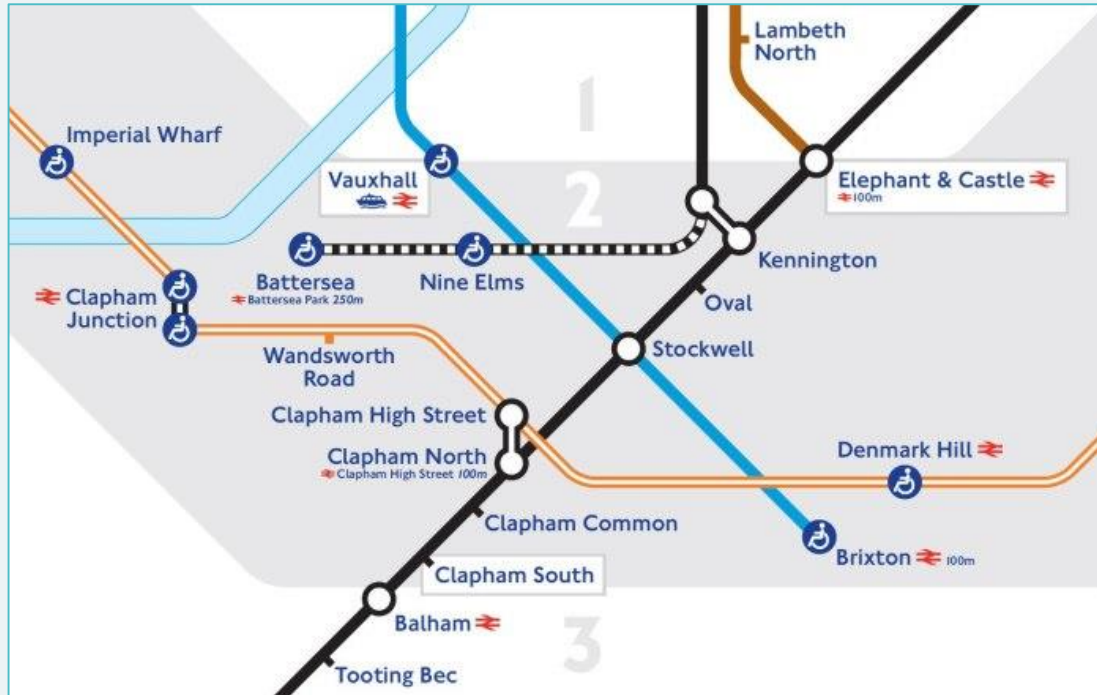 Lambeth
North
1
Imperial Wharf
Vauxhall
2
Elephant & Castle
100m
Kennington
Battersea
Battersea Park 250m
Nine Elms
Oval
Clapham
Junction
Wandsworth
Road
Stockwell
Clapham High Street
Clapham North
Clapham High Street 100m
Denmark Hill
Clapham Common
Brixton
100m
Clapham South
Balham
3
Tooting Bec